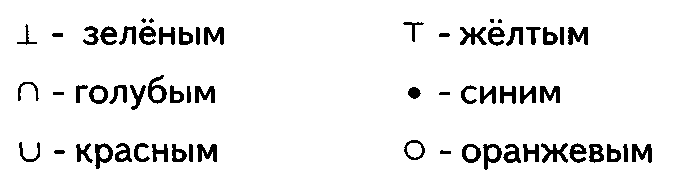 ⊥ - зелёным
⊤ - жёлтым
∩ - голубым
• - синим
∪ - красным
○ - оранжевым